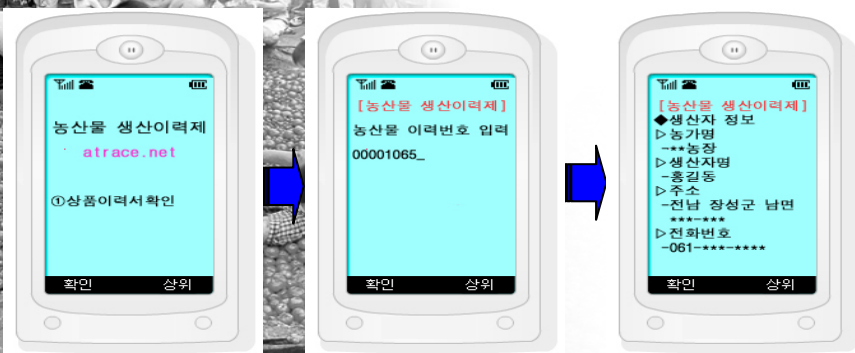 농산물 생산이력제
atrace.net
①상품이력서확인
확인 상위
[농산물 생산이력제]
농산물 이력번호 입력
00001065_
확인 상위
[농산물 생산이력제]
◆생산자 정보
▷농가명
-**농장
▷생산자명
-홍길동
▷주소
-전남 장성군 남면
***-***
▷전화번호
-061-***-****
확인 상위